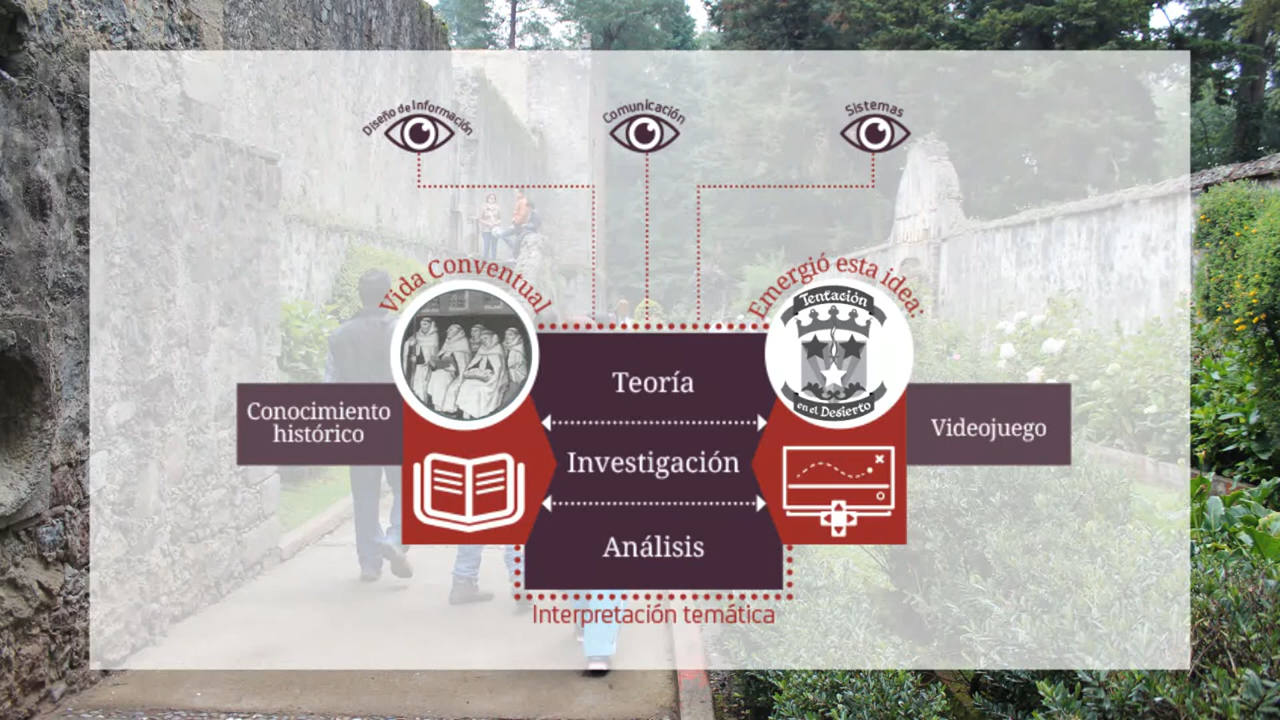 Diseño de Información
Comunicación
Sistemas
Vida Conventual
Emergió esta idea:
Tentación
en el Desierto
Teoría
Conocimiento
histórico
Investigación
Videojuego
Análisis
Interpretación temática